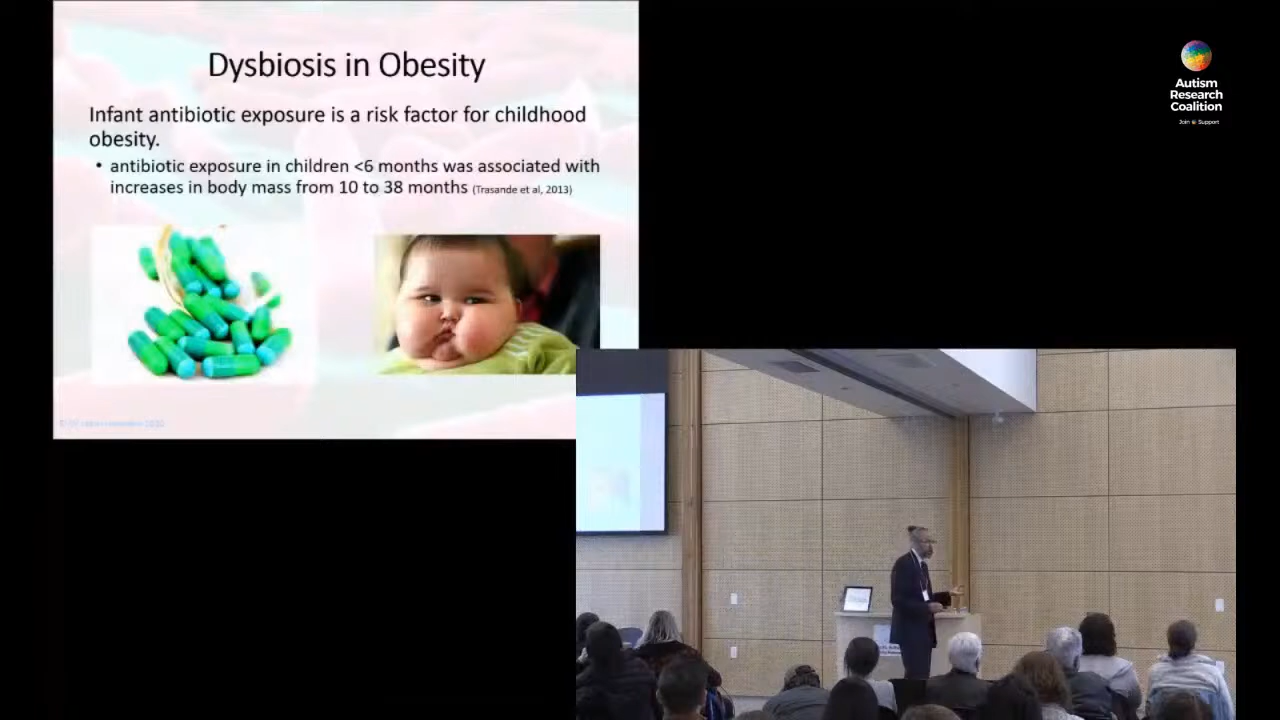 Dysbiosis in Obesity
Infant antibiotic exposure is a risk factor for childhood
obesity.
• antibiotic exposure in children <6 months was associated with
increases in body mass from 10 to 38 months (Trasande et al, 2013)
Autism
Research
Coalition
Join Support